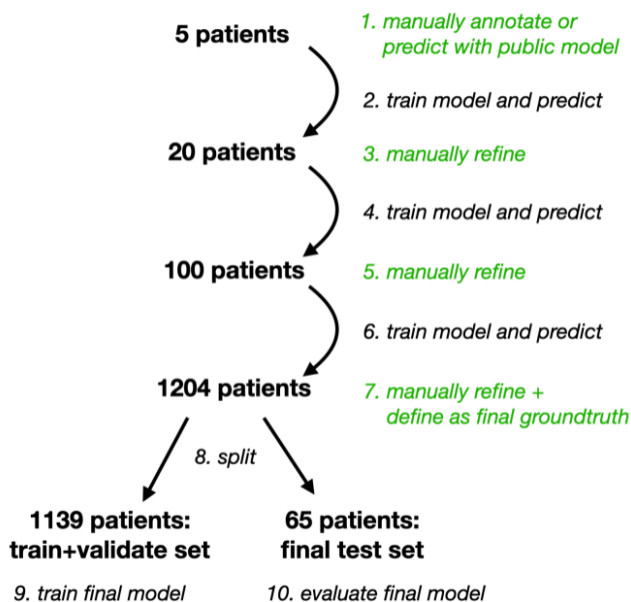 5 patients
1. manually annotate or
predict with public model
2. train model and predict
20 patients
3. manually refine
4. train model and predict
100 patients
5. manually refine
6. train model and predict
1204 patients
7. manually refine +
define as final groundtruth
8. split
1139 patients:
train+validate set
65 patients:
final test set
9. train final model
10. evaluate final model